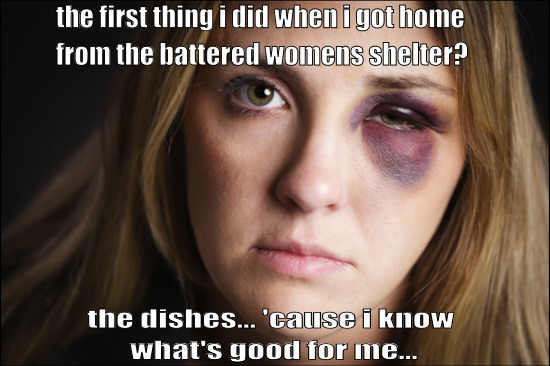 the first thing i did when i got home
from the battered womens shelter?
the dishes... 'cause i know
what's good for me...